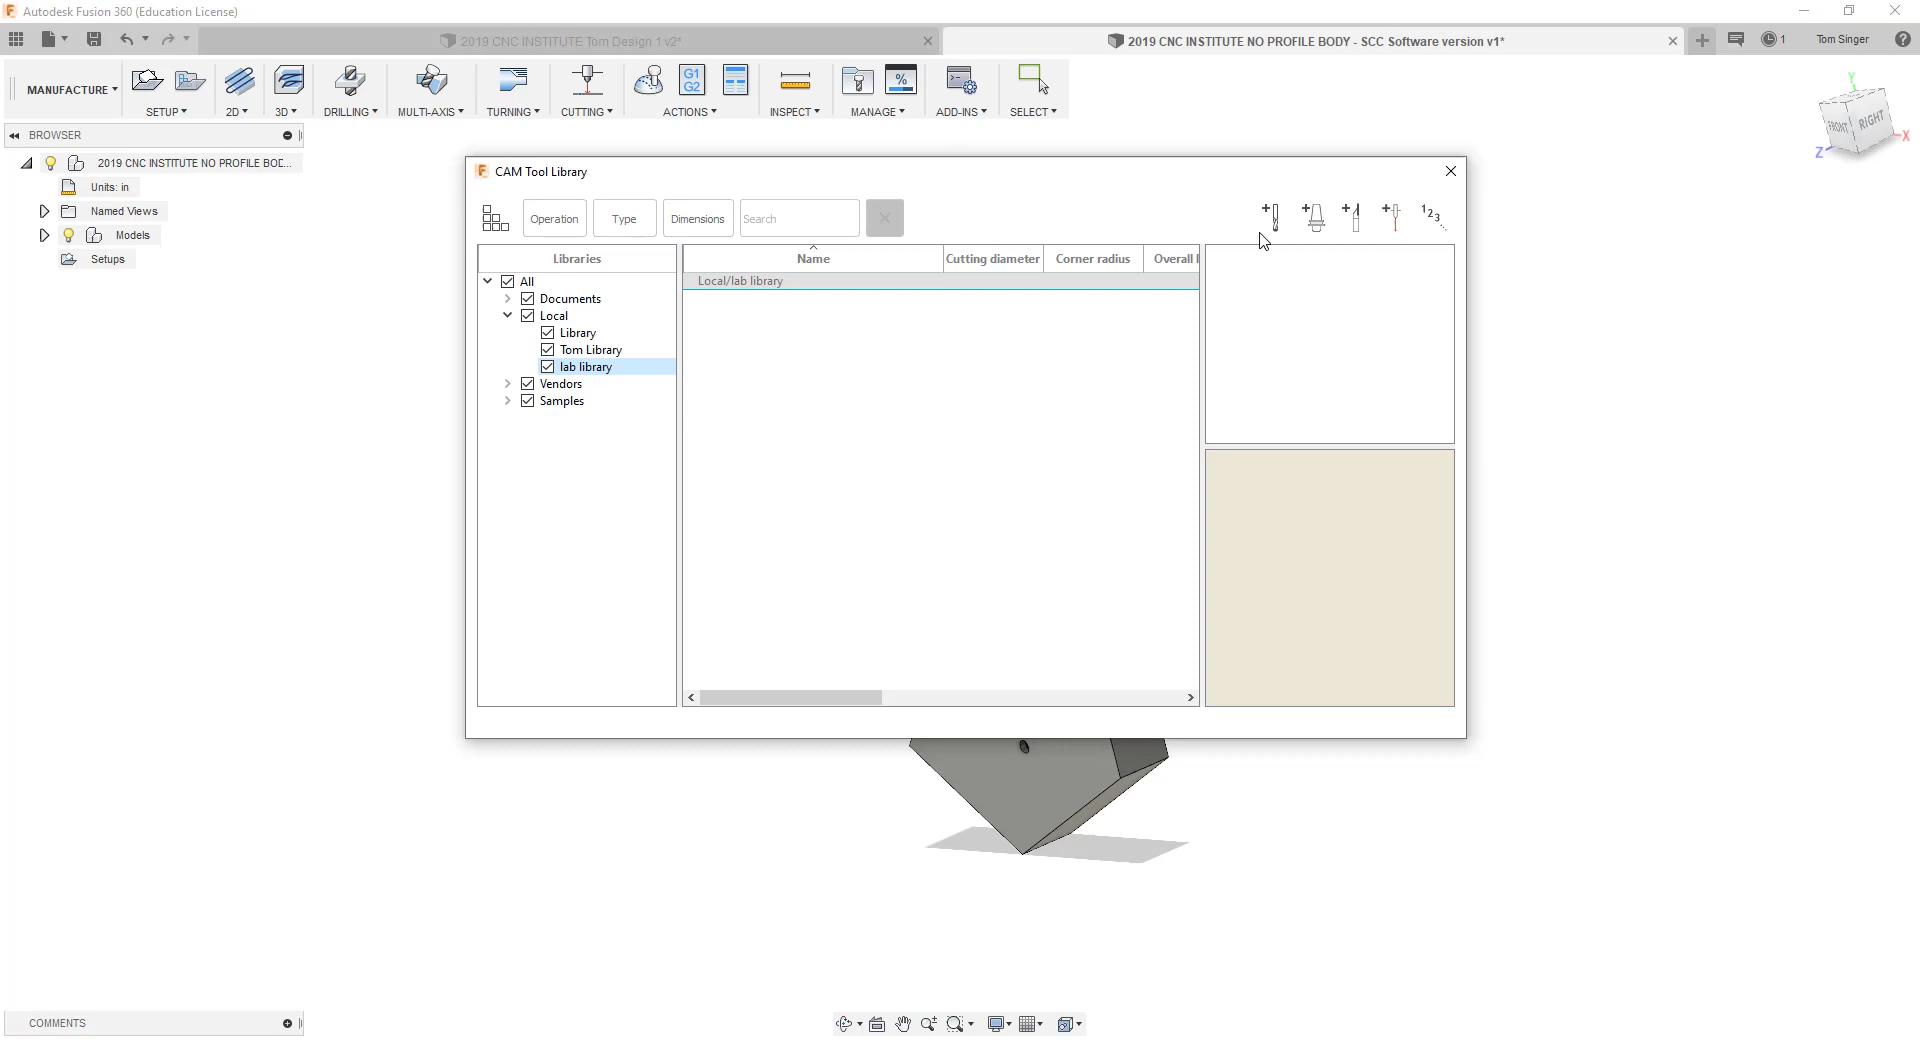 Autodesk Fusion 360 (Education License)
2019 CNC INSTITUTE Tom Design 1 v2*
2019 CNC INSTITUTE NO PROFILE BODY - SCC Software version v1*
1
Tom Singer
MANUFACTURE
SETUP
2D
3D
DRILLING
MULTI-AXIS
TURNING
CUTTING
G1
G2
ACTIONS
INSPECT
%
MANAGE
ADD-INS
SELECT
BROWSER
2019 CNC INSTITUTE NO PROFILE BOD...
Units: in
Named Views
Models
Setups
Y
FRONT
RIGHT
X
Z
CAM Tool Library
Operation
Type
Dimensions
Search
1 2 3
Libraries
All
Documents
Local
Library
Tom Library
lab library
Vendors
Samples
Name
Cutting diameter
Corner radius
Overall l
Local/lab library
COMMENTS